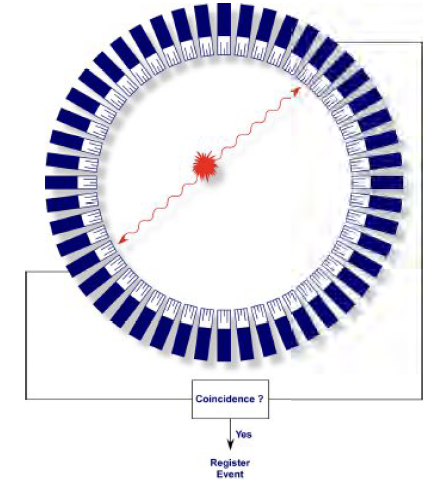 Coincidence ?
Yes
Register
Event